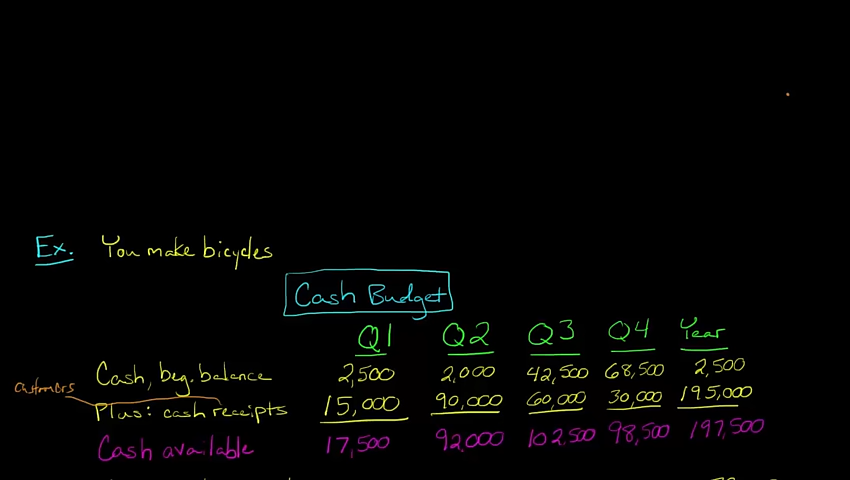 Ex. You make bicycles
Cash Budget
Q1 Q2 Q3 Q4 Year
Cash, beg. balance 2,500 2,000 42,500 68,500 2,500
customers
Plus: cash receipts 15,000 90,000 60,000 30,000 195,000
Cash available 17,500 92,000 102,500 98,500 197,500